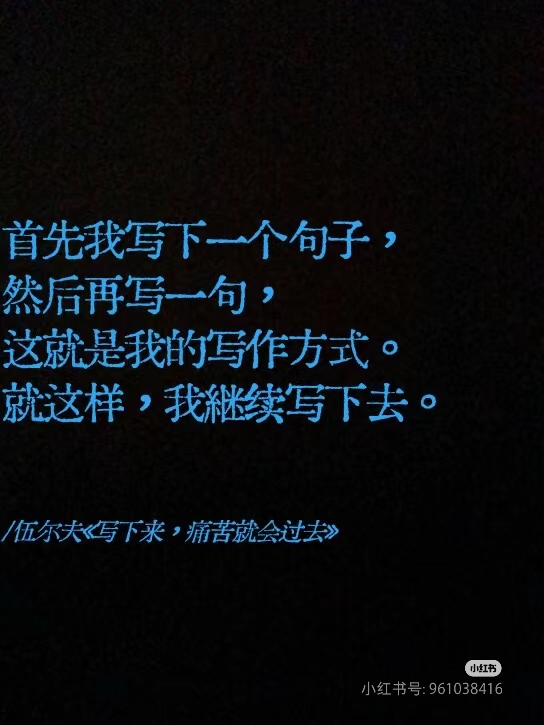 首先我写下一个句子，
然后再写一句，
这就是我的写作方式。
就这样，我継续写下去。
/伍尔夫《写下来，痛苦就会过去》
小红书
小红书号: 961038416